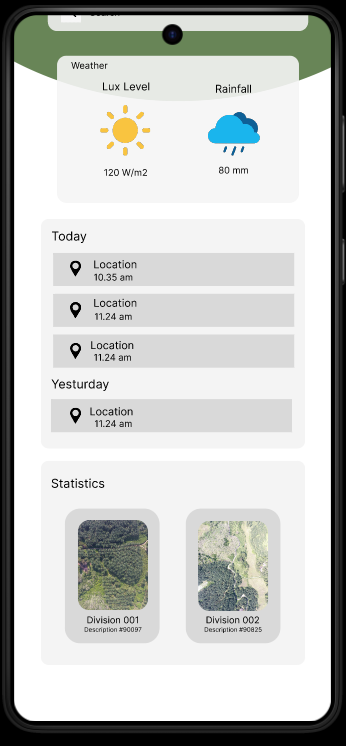 Weather
Lux Level
Rainfall
120 W/m2
80 mm
Today
Location
10.35 am
Location
11.24 am
Location
11.24 am
Yesturday
Location
11.24 am
Statistics
Division 001
Description #90097
Division 002
Description #90825